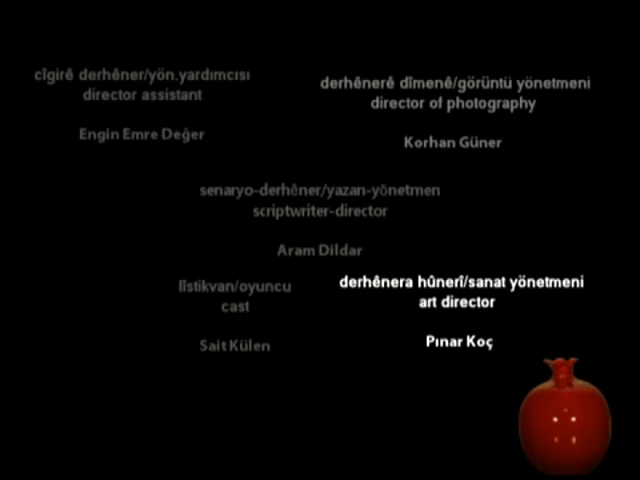 cîgirê derhêner/yön.yardımcısı
director assistant
Engin Emre Değer
derhênerê dîmenê/görüntü yönetmeni
director of photography
Korhan Güner
senaryo-derhêner/yazan-yönetmen
scriptwriter-director
Aram Dildar
lîstikvan/oyuncu
cast
Sait Külen
derhênera hûnerî/sanat yönetmeni
art director
Pınar Koç